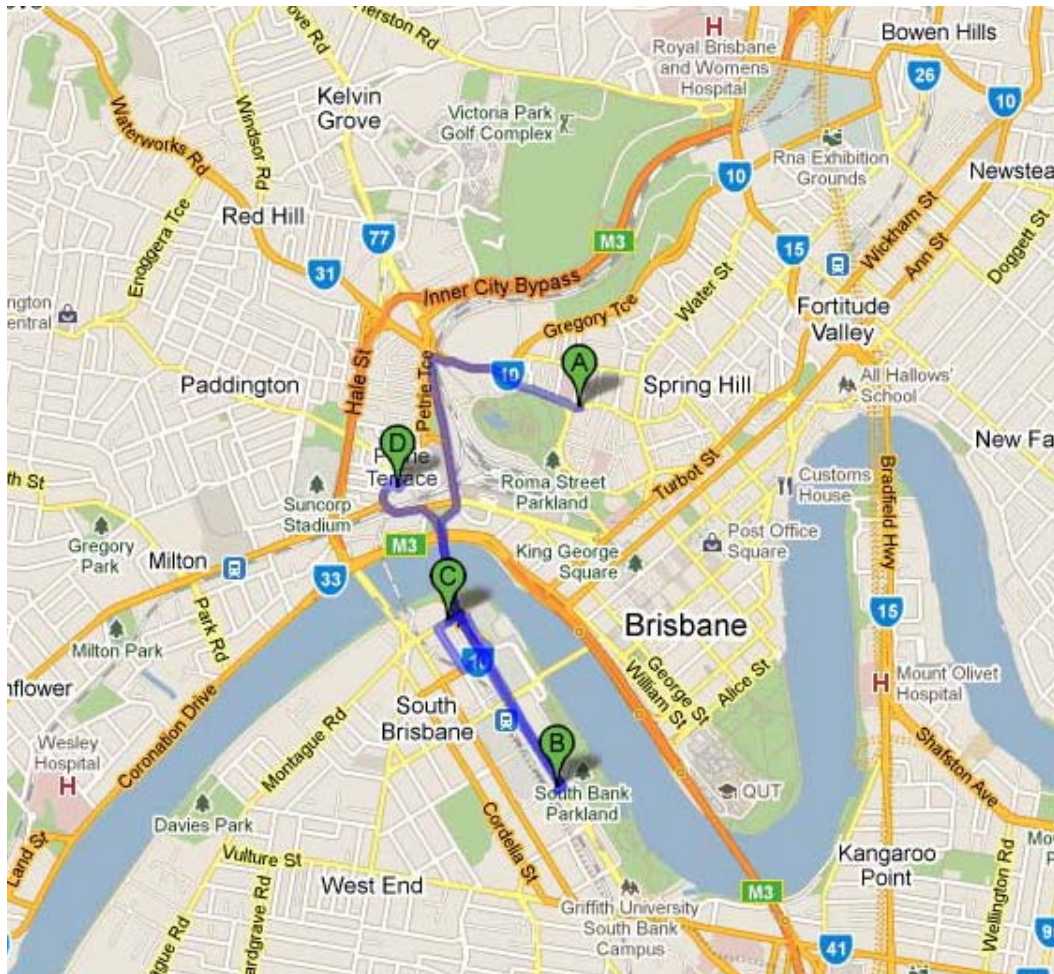 Royal Brisbane
and Womens
Hospital
Bowen Hills
26
10
Kelvin
Grove
Victoria Park
Golf Complex
Windsor Rd
Waterworks Rd
Rna Exhibition
Grounds
10
Wickham St
Ann St
Doggett St
Red Hill
77
M3
15
Enoggera Tce
31
Inner City Bypass
Water St
Gregory Tce
Fortitude
Valley
Hale St
Petrie Tce
10
A
Spring Hill
All Hallows'
School
Paddington
D
Terrace
Roma Street
Parkland
Turbot St
Customs
House
Bradfield Hwy
Suncorp
Stadium
Gregory
Park
M3
King George
Square
Post Office
Square
Milton
33
C
15
Park Rd
Milton Park
Brisbane
George St
William St
Alice St
Mount Olivet
Hospital
South
Brisbane
Coronation Drive
Montague Rd
Wesley
Hospital
B
South Bank
Parkland
QUT
Shafston Ave
Davies Park
Cordelia St
Land St
Vulture St
Kangaroo
Point
West End
M3
Wellington Rd
Griffith University
South Bank
Campus
41